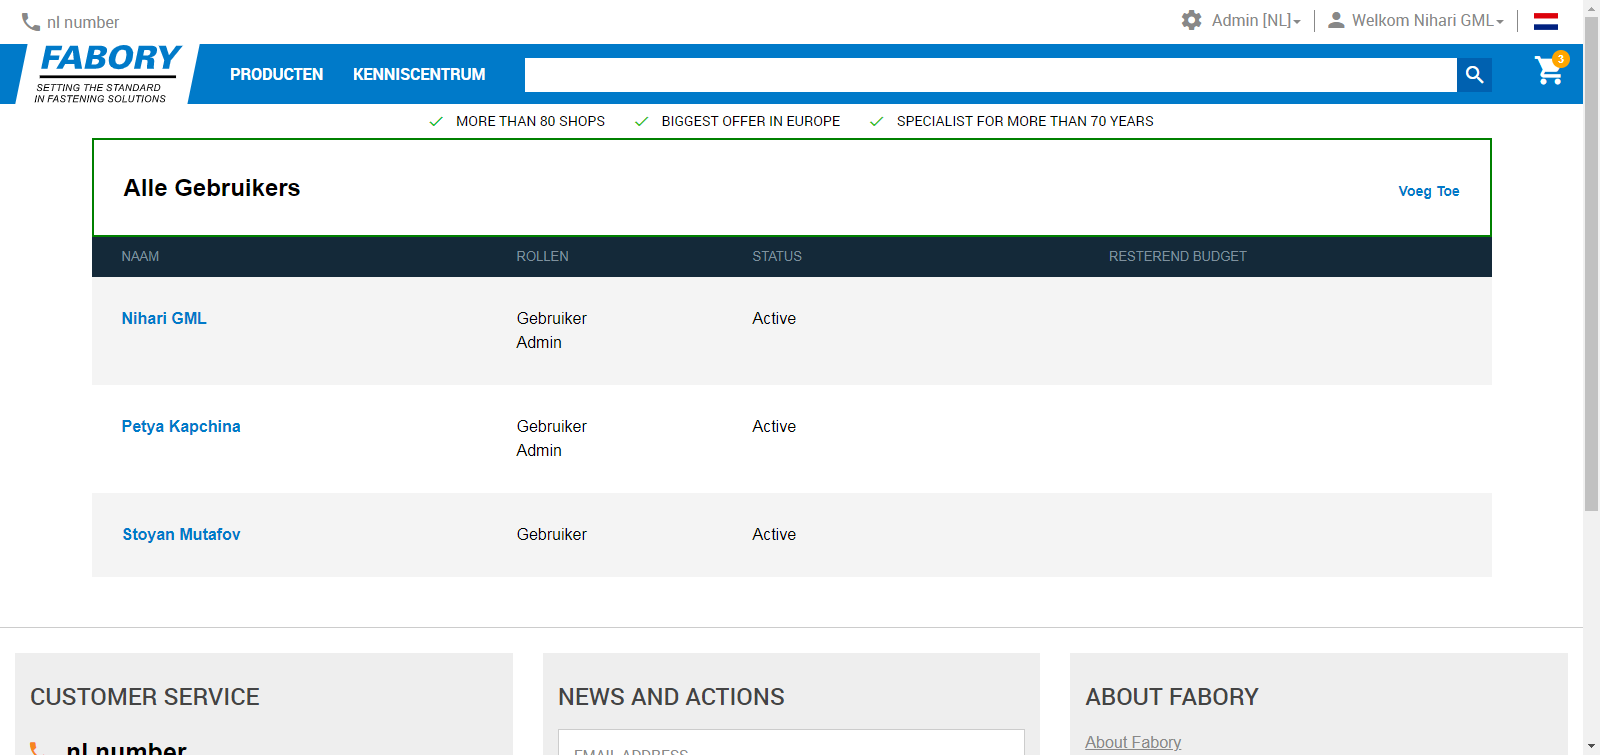 nl number
Admin [NL]
Welkom Nihari GML
FABORY
SETTING THE STANDARD
IN FASTENING SOLUTIONS
PRODUCTEN
KENNISCENTRUM
3
MORE THAN 80 SHOPS
BIGGEST OFFER IN EUROPE
SPECIALIST FOR MORE THAN 70 YEARS
Alle Gebruikers
Voeg Toe
NAAM ROLLEN STATUS RESTEREND BUDGET
Nihari GML Gebruiker Active
Admin
Petya Kapchina Gebruiker Active
Admin
Stoyan Mutafov Gebruiker Active
CUSTOMER SERVICE
nl number
NEWS AND ACTIONS
EMAIL ADDRESS
ABOUT FABORY
About Fabory